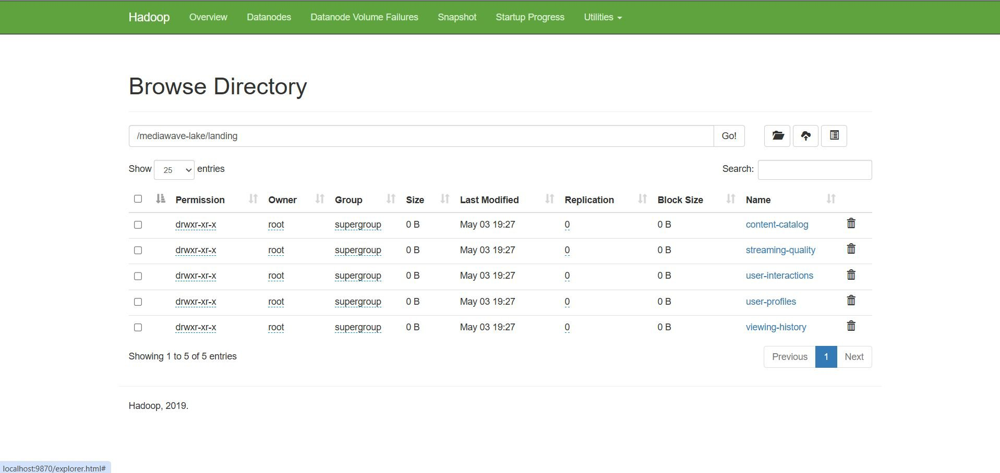 Hadoop Overview Datanodes Datanode Volume Failures Snapshot Startup Progress Utilities
Browse Directory
/mediawave-lake/landing Go!
Show 25 entries Search:
Permission Owner Group Size Last Modified Replication Block Size Name
drwxr-xr-x root supergroup 0 B May 03 19:27 0 0 B content-catalog
drwxr-xr-x root supergroup 0 B May 03 19:27 0 0 B streaming-quality
drwxr-xr-x root supergroup 0 B May 03 19:27 0 0 B user-interactions
drwxr-xr-x root supergroup 0 B May 03 19:27 0 0 B user-profiles
drwxr-xr-x root supergroup 0 B May 03 19:27 0 0 B viewing-history
Showing 1 to 5 of 5 entries Previous 1 Next
Hadoop, 2019.
localhost:9870/explorer.html#